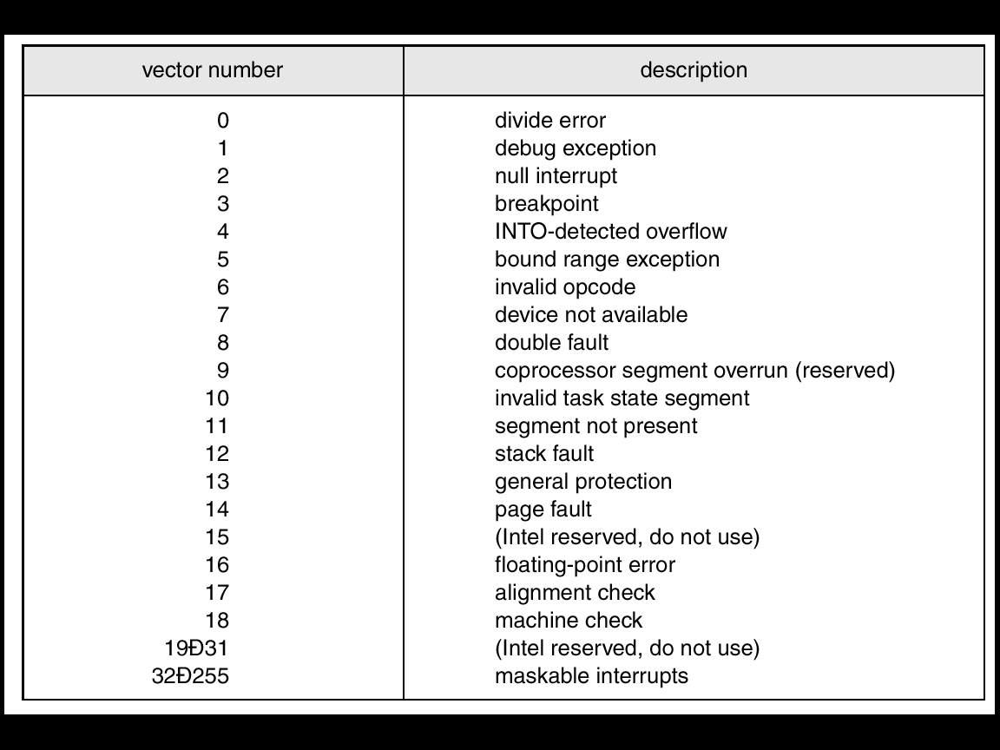 vector number description
0 divide error
1 debug exception
2 null interrupt
3 breakpoint
4 INTO-detected overflow
5 bound range exception
6 invalid opcode
7 device not available
8 double fault
9 coprocessor segment overrun (reserved)
10 invalid task state segment
11 segment not present
12 stack fault
13 general protection
14 page fault
15 (Intel reserved, do not use)
16 floating-point error
17 alignment check
18 machine check
19Ð31 (Intel reserved, do not use)
32Ð255 maskable interrupts